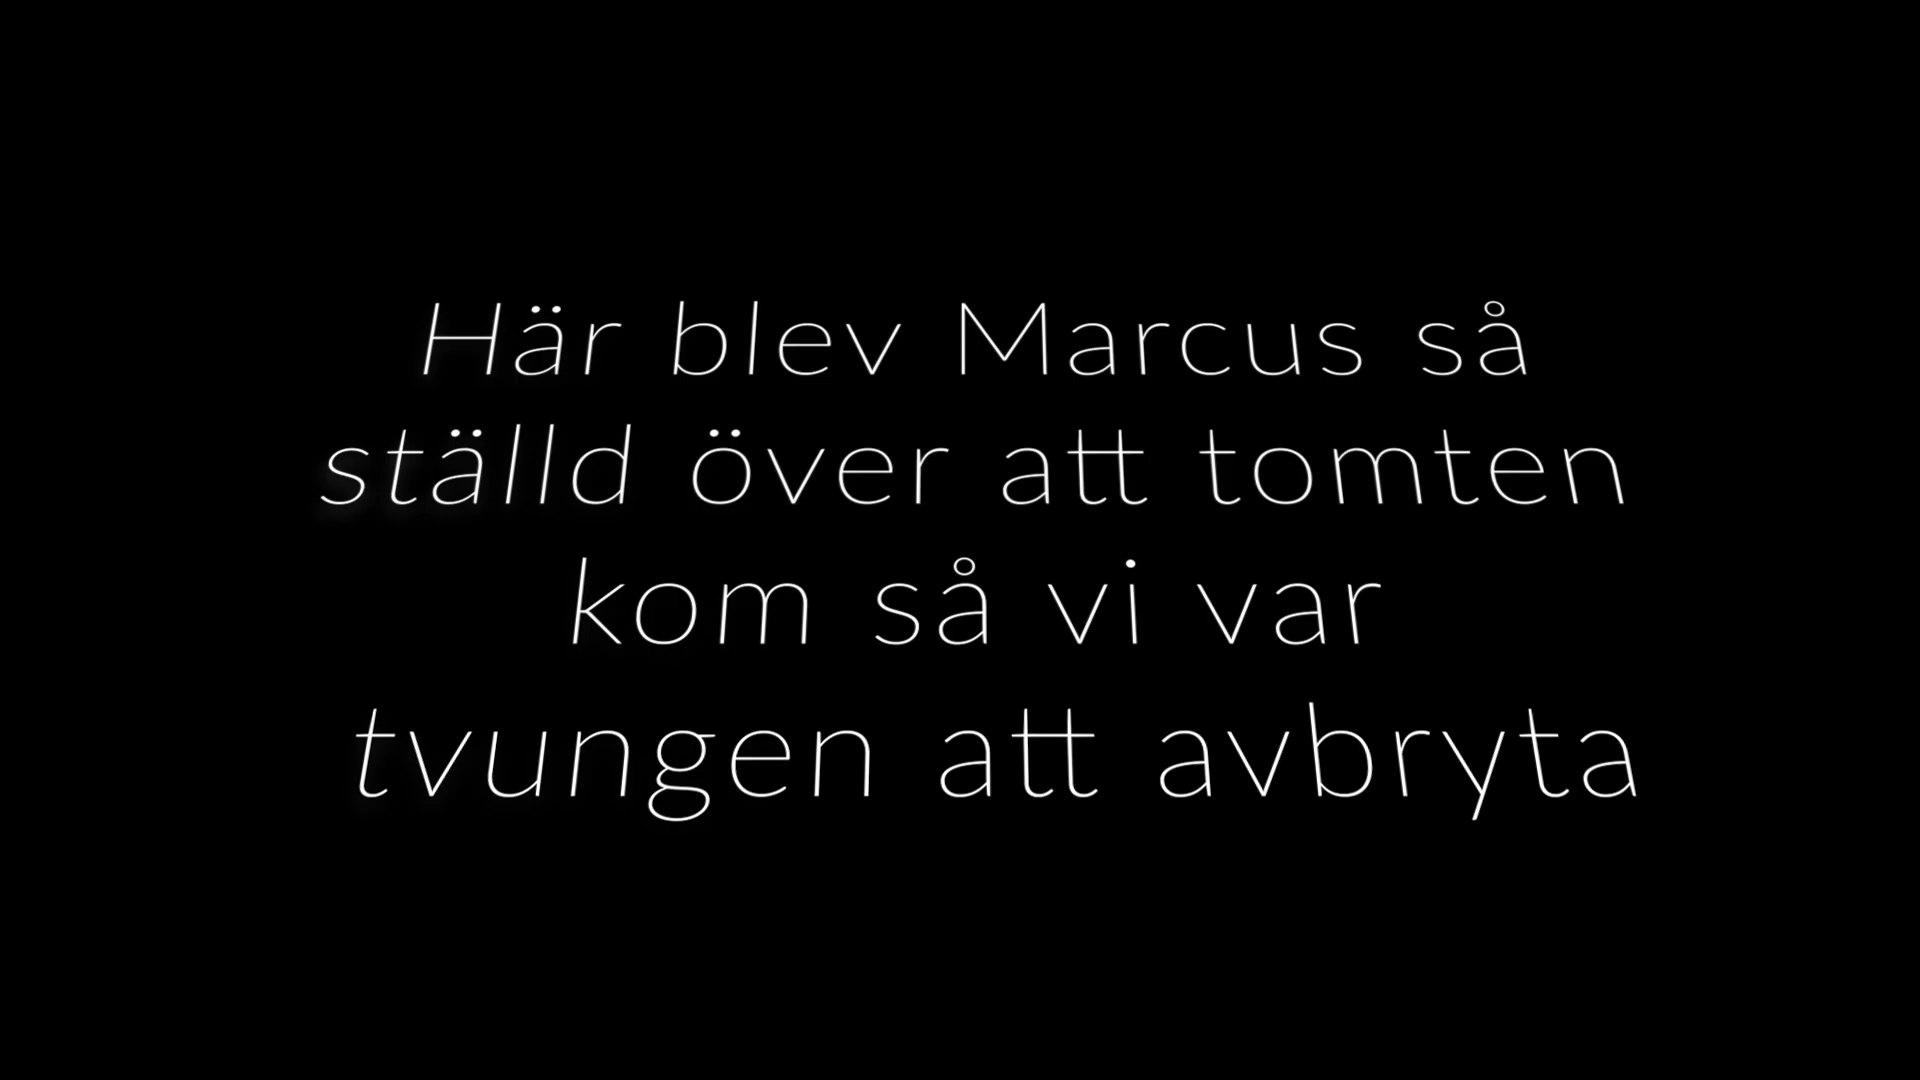 Här blev Marcus så
ställd över att tomten
kom så vi var
tvungen att avbryta